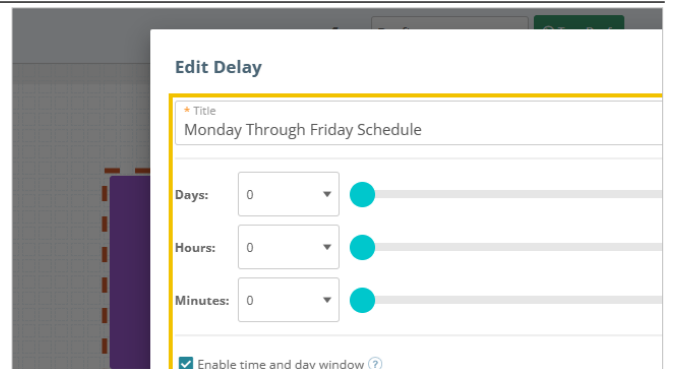 Edit Delay
* Title
Monday Through Friday Schedule
Days: 0
Hours: 0
Minutes: 0
Enable time and day window ?